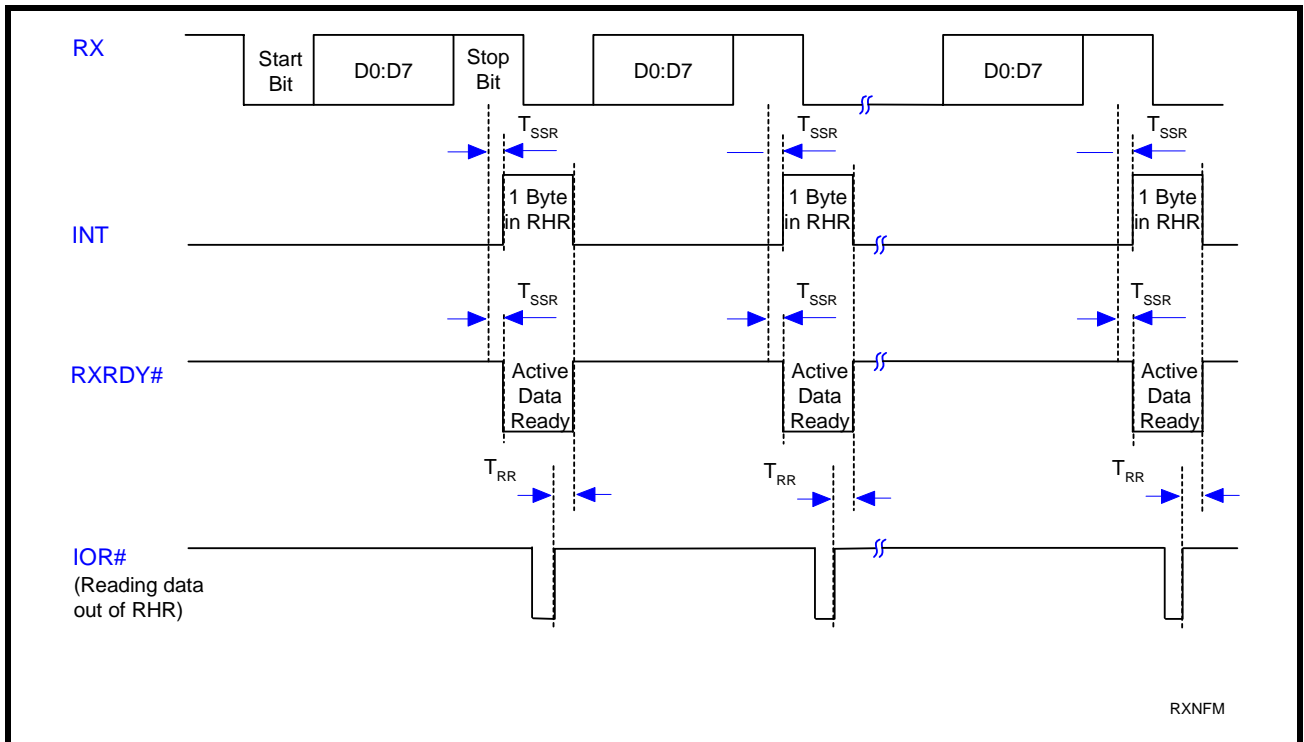 RX
Start
Bit
D0:D7
Stop
Bit
D0:D7
D0:D7
TSSR
TSSR
TSSR
INT
1 Byte
in RHR
1 Byte
in RHR
1 Byte
in RHR
TSSR
TSSR
TSSR
RXRDY#
Active
Data
Ready
Active
Data
Ready
Active
Data
Ready
TRR
TRR
TRR
IOR#
(Reading data
out of RHR)
RXNFM